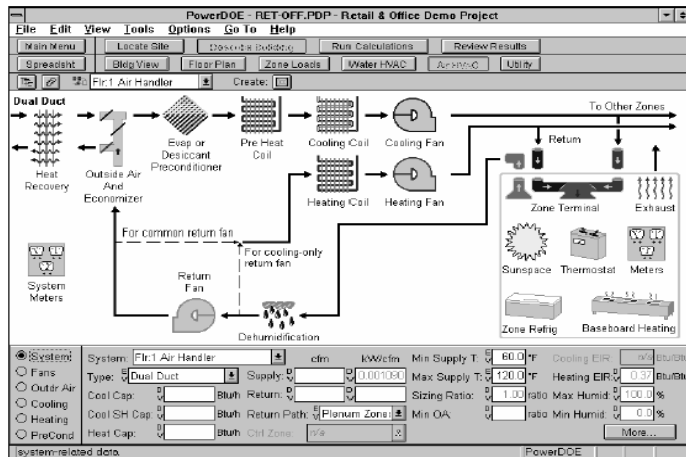 PowerDOE - RET-OFF.PDP - Retail & Office Demo Project
File Edit View Tools Options Go To Help
Main Menu Locate Site Describe Building Run Calculations Review Results
Spreadsht Bldg View Floor Plan Zone Loads Water HVAC Air HVAC Utility
Flr:1 Air Handler Create:
Dual Duct
To Other Zones
Return
Heat Recovery
Outside Air And Economizer
Evap or Desiccant Preconditioner
Pre Heat Coil
Cooling Coil
Cooling Fan
Heating Coil
Heating Fan
Zone Terminal
Exhaust
For common return fan
For cooling-only return fan
System Meters
Return Fan
Dehumidification
Sunspace
Thermostat
Meters
Zone Refrig
Baseboard Heating
System
Fans
Outdr Air
Cooling
Heating
PreCond
System: Flr:1 Air Handler cfm kW/cfm Min Supply T: 60.0 °F Cooling EIR: n/a Btu/Btu
Type: Dual Duct Supply: 0.001090 Max Supply T: 120.0 °F Heating EIR: 0.37 Btu/Btu
Cool Cap: Btu/h Return: Sizing Ratio: 1.00 ratio Max Humid: 100.0 %
Cool SH Cap: Btu/h Return Path: Plenum Zones Min OA: ratio Min Humid: 0.0 %
Heat Cap: Btu/h Ctrl Zone: n/a More...
system-related data. PowerDOE